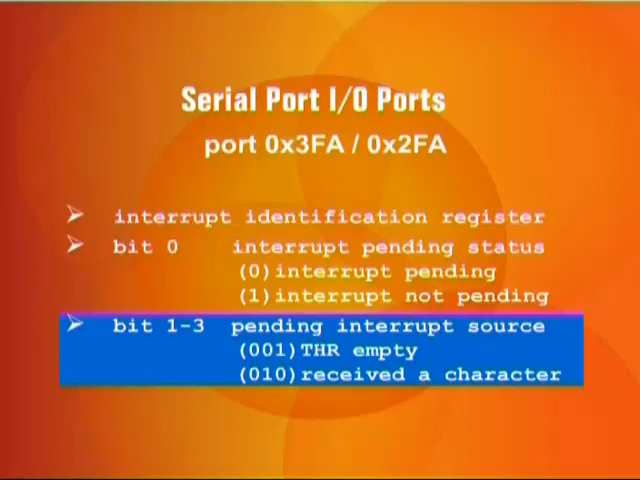 Serial Port I/O Ports
port 0x3FA / 0x2FA
interrupt identification register
bit 0 interrupt pending status
(0)interrupt pending
(1)interrupt not pending
bit 1-3 pending interrupt source
(001)THR empty
(010)received a character